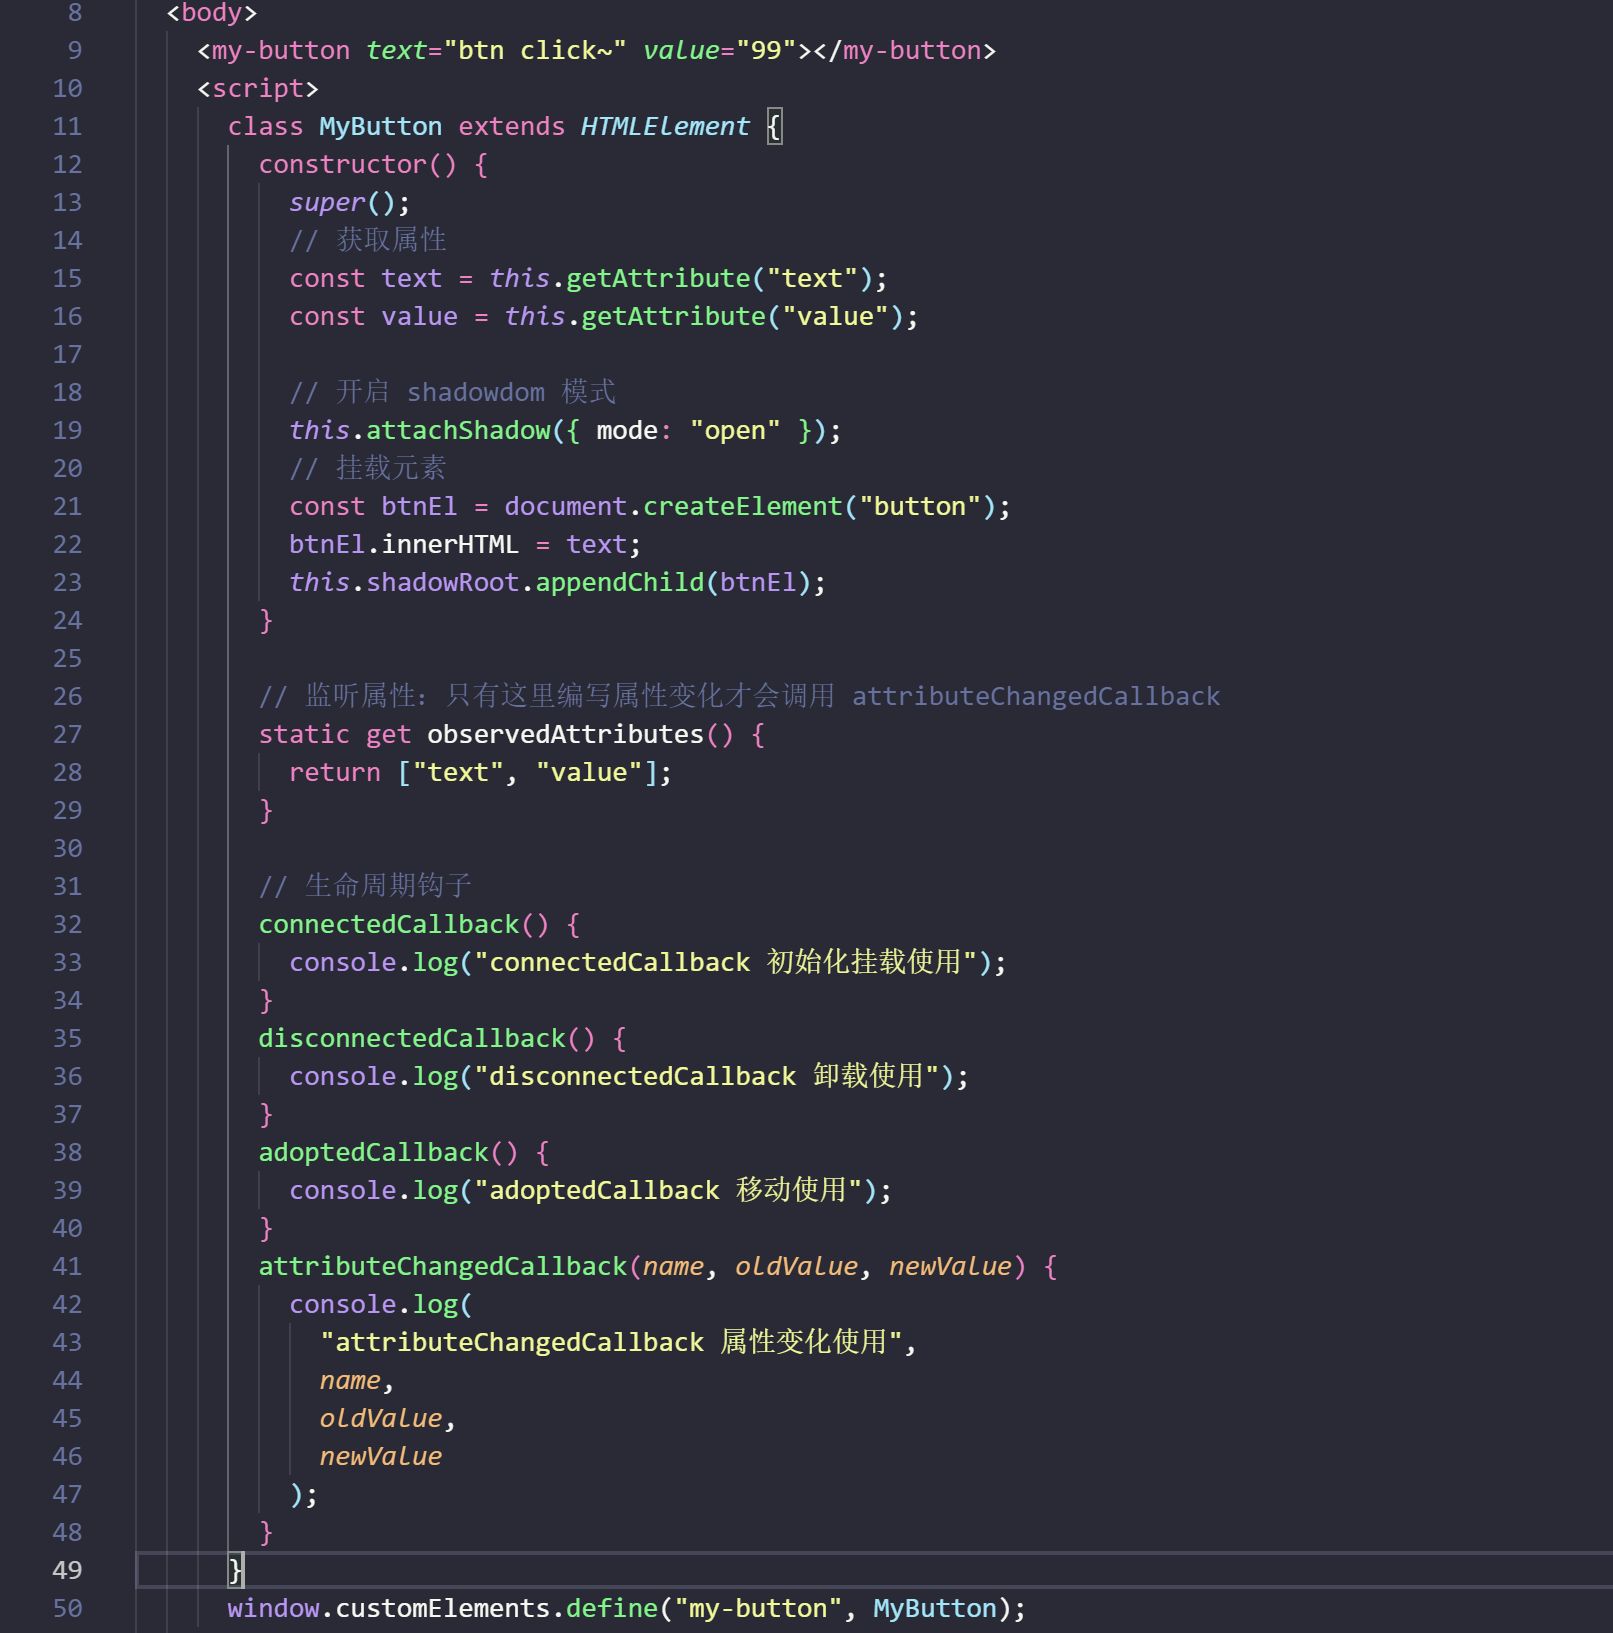 8 <body>
9 <my-button text="btn click~" value="99"></my-button>
10 <script>
11 class MyButton extends HTMLElement {
12 constructor() {
13 super();
14 // 获取属性
15 const text = this.getAttribute("text");
16 const value = this.getAttribute("value");
17
18 // 开启 shadowdom 模式
19 this.attachShadow({ mode: "open" });
20 // 挂载元素
21 const btnEl = document.createElement("button");
22 btnEl.innerHTML = text;
23 this.shadowRoot.appendChild(btnEl);
24 }
25
26 // 监听属性: 只有这里编写属性变化才会调用 attributeChangedCallback
27 static get observedAttributes() {
28 return ["text", "value"];
29 }
30
31 // 生命周期钩子
32 connectedCallback() {
33 console.log("connectedCallback 初始化挂载使用");
34 }
35 disconnectedCallback() {
36 console.log("disconnectedCallback 卸载使用");
37 }
38 adoptedCallback() {
39 console.log("adoptedCallback 移动使用");
40 }
41 attributeChangedCallback(name, oldValue, newValue) {
42 console.log(
43 "attributeChangedCallback 属性变化使用",
44 name,
45 oldValue,
46 newValue
47 );
48 }
49 }
50 window.customElements.define("my-button", MyButton);